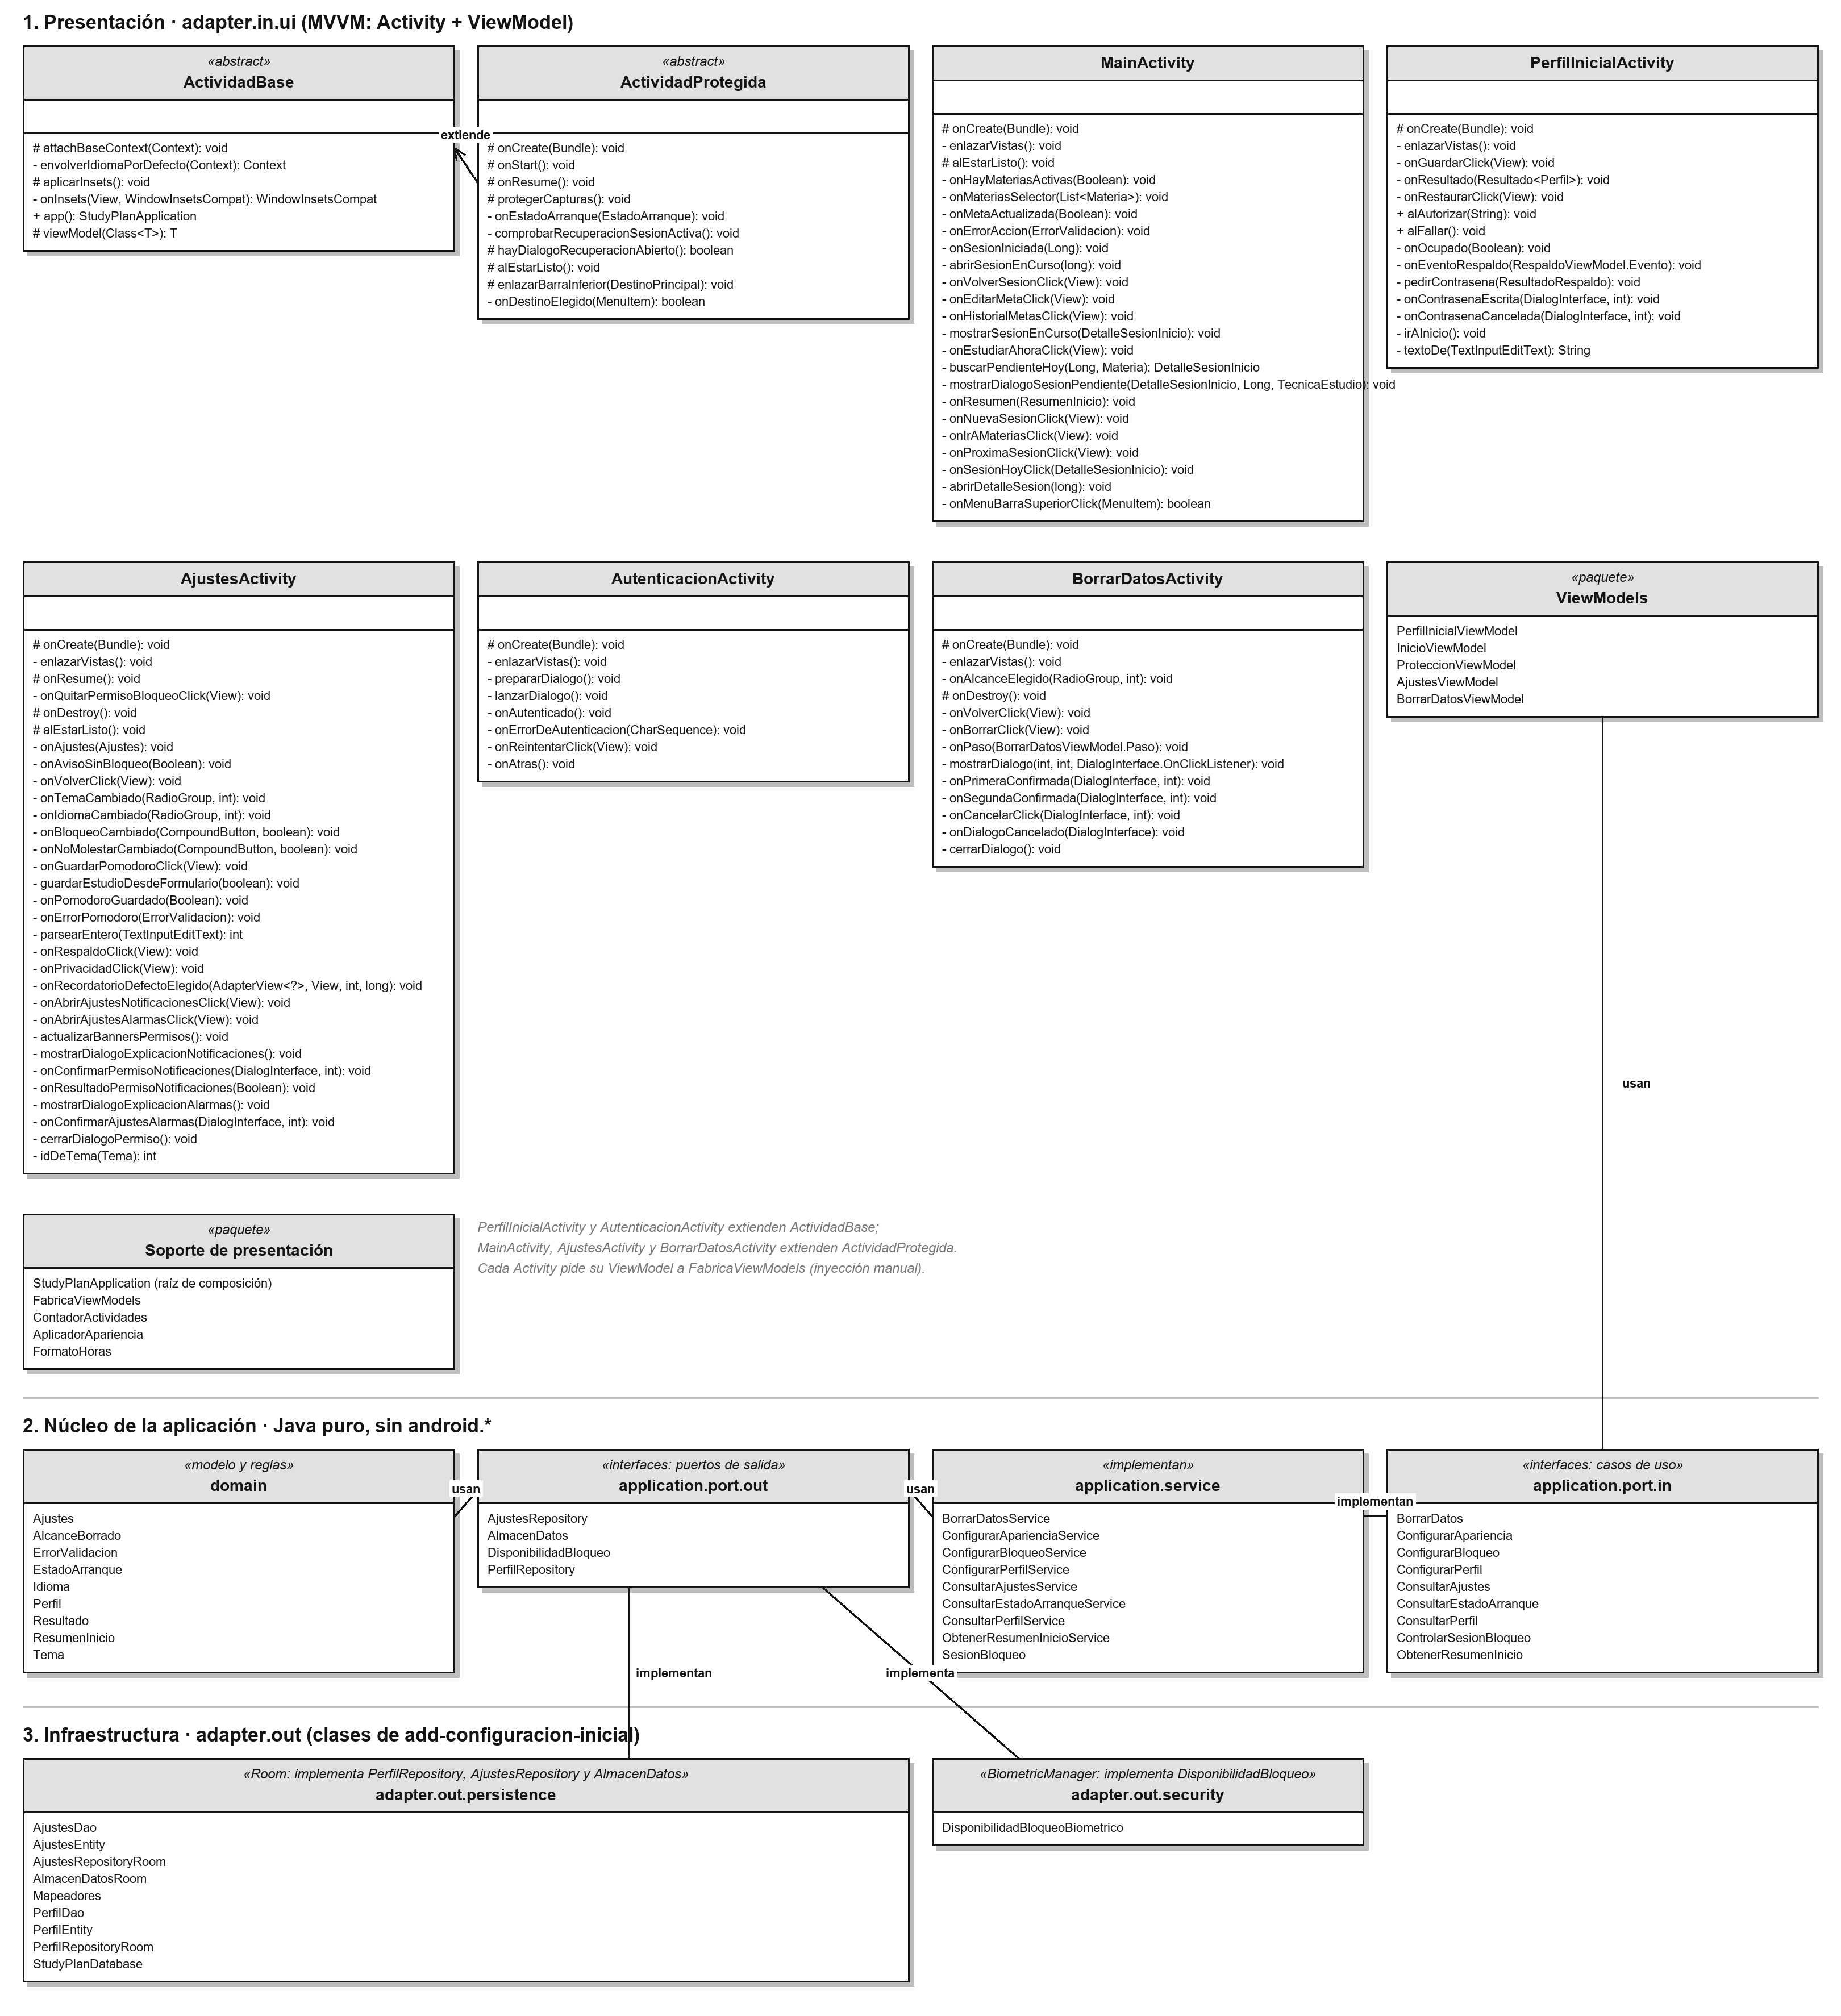 1. Presentación · adapter.in.ui (MVVM: Activity + ViewModel)
«abstract»
ActividadBase
# attachBaseContext(Context): void
- envolverIdiomaPorDefecto(Context): Context
# aplicarInsets(): void
- onInsets(View, WindowInsetsCompat): WindowInsetsCompat
+ app(): StudyPlanApplication
# viewModel(Class<T>): T
extiende
«abstract»
ActividadProtegida
# onCreate(Bundle): void
# onStart(): void
# onResume(): void
# protegerCapturas(): void
- onEstadoArranque(EstadoArranque): void
- comprobarRecuperacionSesionActiva(): void
# hayDialogoRecuperacionAbierto(): boolean
# alEstarListo(): void
# enlazarBarraInferior(DestinoPrincipal): void
- onDestinoElegido(MenuItem): boolean
MainActivity
# onCreate(Bundle): void
- enlazarVistas(): void
# alEstarListo(): void
- onHayMateriasActivas(Boolean): void
- onMateriasSelector(List<Materia>): void
- onMetaActualizada(Boolean): void
- onErrorAccion(ErrorValidacion): void
- onSesionIniciada(Long): void
- abrirSesionEnCurso(long): void
- onVolverSesionClick(View): void
- onEditarMetaClick(View): void
- onHistorialMetasClick(View): void
- mostrarSesionEnCurso(DetalleSesionInicio): void
- onEstudiarAhoraClick(View): void
- buscarPendienteHoy(Long, Materia): DetalleSesionInicio
- mostrarDialogoSesionPendiente(DetalleSesionInicio, Long, TecnicaEstudio): void
- onResumen(ResumenInicio): void
- onNuevaSesionClick(View): void
- onIrAMateriasClick(View): void
- onProximaSesionClick(View): void
- onSesionHoyClick(DetalleSesionInicio): void
- abrirDetalleSesion(long): void
- onMenuBarraSuperiorClick(MenuItem): boolean
PerfilInicialActivity
# onCreate(Bundle): void
- enlazarVistas(): void
- onGuardarClick(View): void
- onResultado(Resultado<Perfil>): void
- onRestaurarClick(View): void
+ alAutorizar(String): void
+ alFallar(): void
- onOcupado(Boolean): void
- onEventoRespaldo(RespaldoViewModel.Evento): void
- pedirContrasena(ResultadoRespaldo): void
- onContrasenaEscrita(DialogInterface, int): void
- onContrasenaCancelada(DialogInterface, int): void
- irAInicio(): void
- textoDe(TextInputEditText): String
AjustesActivity
# onCreate(Bundle): void
- enlazarVistas(): void
# onResume(): void
- onQuitarPermisoBloqueoClick(View): void
# onDestroy(): void
# alEstarListo(): void
- onAjustes(Ajustes): void
- onAvisoSinBloqueo(Boolean): void
- onVolverClick(View): void
- onTemaCambiado(RadioGroup, int): void
- onIdiomaCambiado(RadioGroup, int): void
- onBloqueoCambiado(CompoundButton, boolean): void
- onNoMolestarCambiado(CompoundButton, boolean): void
- onGuardarPomodoroClick(View): void
- guardarEstudioDesdeFormulario(boolean): void
- onPomodoroGuardado(Boolean): void
- onErrorPomodoro(ErrorValidacion): void
- parsearEntero(TextInputEditText): int
- onRespaldoClick(View): void
- onPrivacidadClick(View): void
- onRecordatorioDefectoElegido(AdapterView<?>, View, int, long): void
- onAbrirAjustesNotificacionesClick(View): void
- onAbrirAjustesAlarmasClick(View): void
- actualizarBannersPermisos(): void
- mostrarDialogoExplicacionNotificaciones(): void
- onConfirmarPermisoNotificaciones(DialogInterface, int): void
- onResultadoPermisoNotificaciones(Boolean): void
- mostrarDialogoExplicacionAlarmas(): void
- onConfirmarAjustesAlarmas(DialogInterface, int): void
- cerrarDialogoPermiso(): void
- idDeTema(Tema): int
AutenticacionActivity
# onCreate(Bundle): void
- enlazarVistas(): void
- prepararDialogo(): void
- lanzarDialogo(): void
- onAutenticado(): void
- onErrorDeAutenticacion(CharSequence): void
- onReintentarClick(View): void
- onAtras(): void
BorrarDatosActivity
# onCreate(Bundle): void
- enlazarVistas(): void
- onAlcanceElegido(RadioGroup, int): void
# onDestroy(): void
- onVolverClick(View): void
- onBorrarClick(View): void
- onPaso(BorrarDatosViewModel.Paso): void
- mostrarDialogo(int, int, DialogInterface.OnClickListener): void
- onPrimeraConfirmada(DialogInterface, int): void
- onSegundaConfirmada(DialogInterface, int): void
- onCancelarClick(DialogInterface, int): void
- onDialogoCancelado(DialogInterface): void
- cerrarDialogo(): void
«paquete»
ViewModels
PerfilInicialViewModel
InicioViewModel
ProteccionViewModel
AjustesViewModel
BorrarDatosViewModel
usan
«paquete»
Soporte de presentación
StudyPlanApplication (raíz de composición)
FabricaViewModels
ContadorActividades
AplicadorApariencia
FormatoHoras
PerfilInicialActivity y AutenticacionActivity extienden ActividadBase;
MainActivity, AjustesActivity y BorrarDatosActivity extienden ActividadProtegida.
Cada Activity pide su ViewModel a FabricaViewModels (inyección manual).
2. Núcleo de la aplicación · Java puro, sin android.*
«modelo y reglas»
domain
Ajustes
AlcanceBorrado
ErrorValidacion
EstadoArranque
Idioma
Perfil
Resultado
ResumenInicio
Tema
usan
«interfaces: puertos de salida»
application.port.out
AjustesRepository
AlmacenDatos
DisponibilidadBloqueo
PerfilRepository
usan
«implementan»
application.service
BorrarDatosService
ConfigurarAparienciaService
ConfigurarBloqueoService
ConfigurarPerfilService
ConsultarAjustesService
ConsultarEstadoArranqueService
ConsultarPerfilService
ObtenerResumenInicioService
SesionBloqueo
implementan
«interfaces: casos de uso»
application.port.in
BorrarDatos
ConfigurarApariencia
ConfigurarBloqueo
ConfigurarPerfil
ConsultarAjustes
ConsultarEstadoArranque
ConsultarPerfil
ControlarSesionBloqueo
ObtenerResumenInicio
implementan
implementa
3. Infraestructura · adapter.out (clases de add-configuracion-inicial)
«Room: implementa PerfilRepository, AjustesRepository y AlmacenDatos»
adapter.out.persistence
AjustesDao
AjustesEntity
AjustesRepositoryRoom
AlmacenDatosRoom
Mapeadores
PerfilDao
PerfilEntity
PerfilRepositoryRoom
StudyPlanDatabase
«BiometricManager: implementa DisponibilidadBloqueo»
adapter.out.security
DisponibilidadBloqueoBiometrico